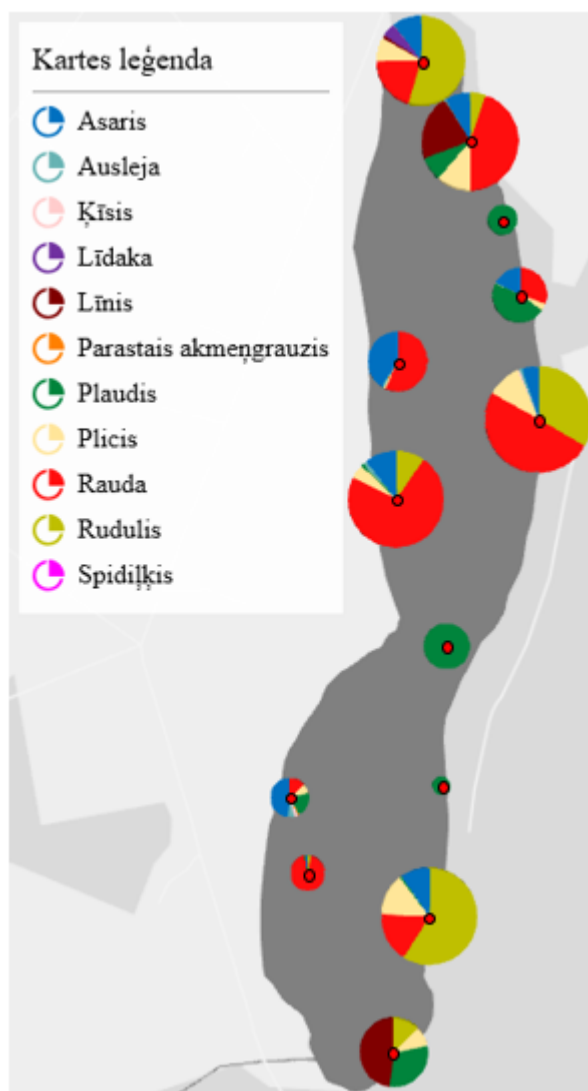 Kartes leģenda
Asaris
Ausleja
Ķīsis
Līdaka
Līnis
Parastais akmeņgrauzis
Plaudis
Plicis
Rauda
Rudulis
Spidiļķis